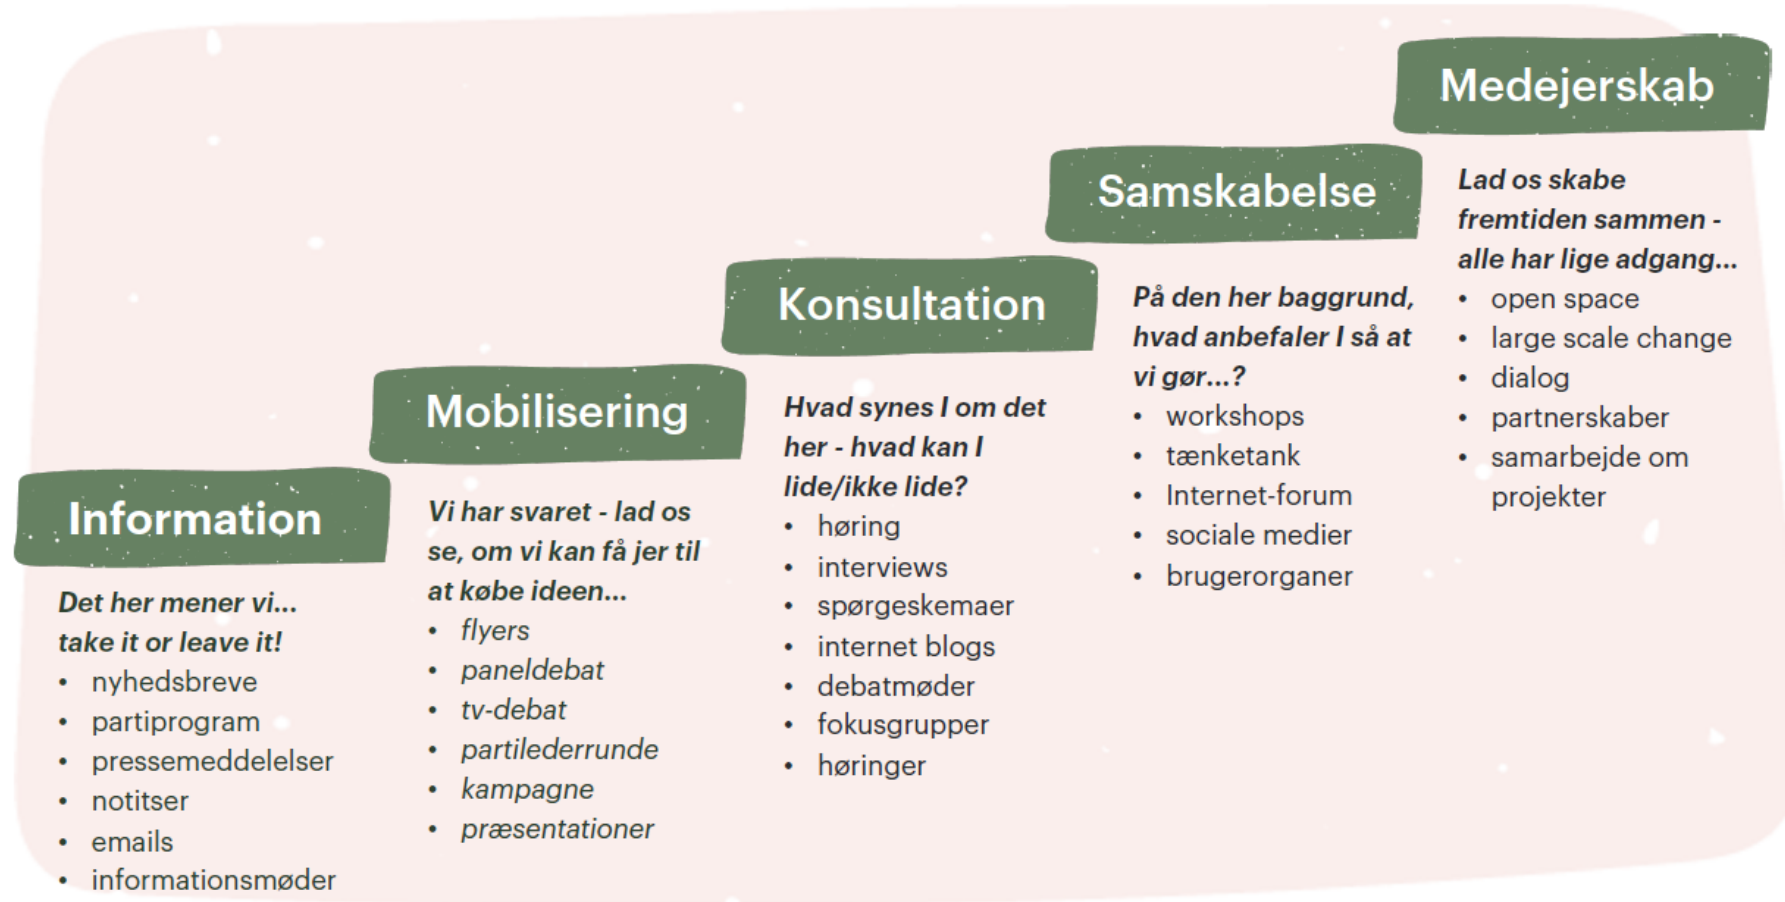 Information
Det her mener vi...
take it or leave it!
• nyhedsbreve
• partiprogram
• pressemeddelelser
• notitser
• emails
• informationsmøder
Mobilisering
Vi har svaret - lad os
se, om vi kan få jer til
at købe ideen...
• flyers
• paneldebat
• tv-debat
• partilederrunde
• kampagne
• præsentationer
Konsultation
Hvad synes I om det
her - hvad kan I
lide/ikke lide?
• høring
• interviews
• spørgeskemaer
• internet blogs
• debatmøder
• fokusgrupper
• høringer
Samskabelse
På den her baggrund,
hvad anbefaler I så at
vi gør...?
• workshops
• tænketank
• Internet-forum
• sociale medier
• brugerorganer
Medejerskab
Lad os skabe
fremtiden sammen -
alle har lige adgang...
• open space
• large scale change
• dialog
• partnerskaber
• samarbejde om
projekter